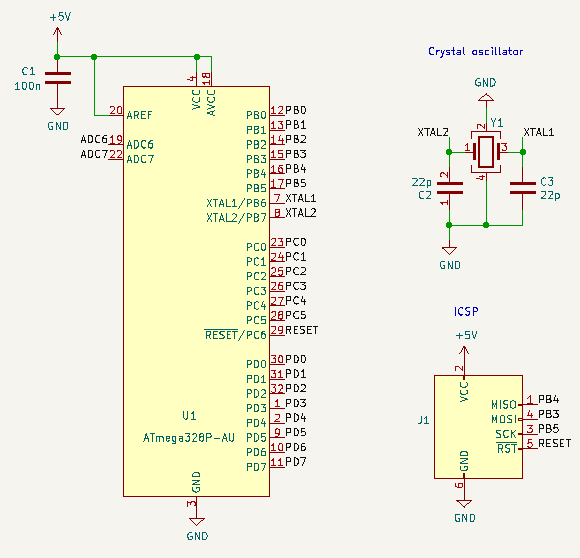 +5V
C1
100n
GND
20 AREF
4 VCC
18 AVCC
ADC6 19 ADC6
ADC7 22 ADC7
PB0 12 PB0
PB1 13 PB1
PB2 14 PB2
PB3 15 PB3
PB4 16 PB4
PB5 17 PB5
XTAL1/PB6 7 XTAL1
XTAL2/PB7 8 XTAL2
PC0 23 PC0
PC1 24 PC1
PC2 25 PC2
PC3 26 PC3
PC4 27 PC4
PC5 28 PC5
RESET/PC6 29 RESET
PD0 30 PD0
PD1 31 PD1
PD2 32 PD2
PD3 1 PD3
PD4 2 PD4
PD5 9 PD5
PD6 10 PD6
PD7 11 PD7
U1
ATmega328P-AU
GND
3
GND
Crystal oscillator
GND
2 Y1
XTAL2 XTAL1
1 3
4
22p 2
C2 1
C3
22p
GND
ICSP
+5V
2
VCC
J1
MISO 1 PB4
MOSI 4 PB3
SCK 3 PB5
RST 5 RESET
GND
6
GND